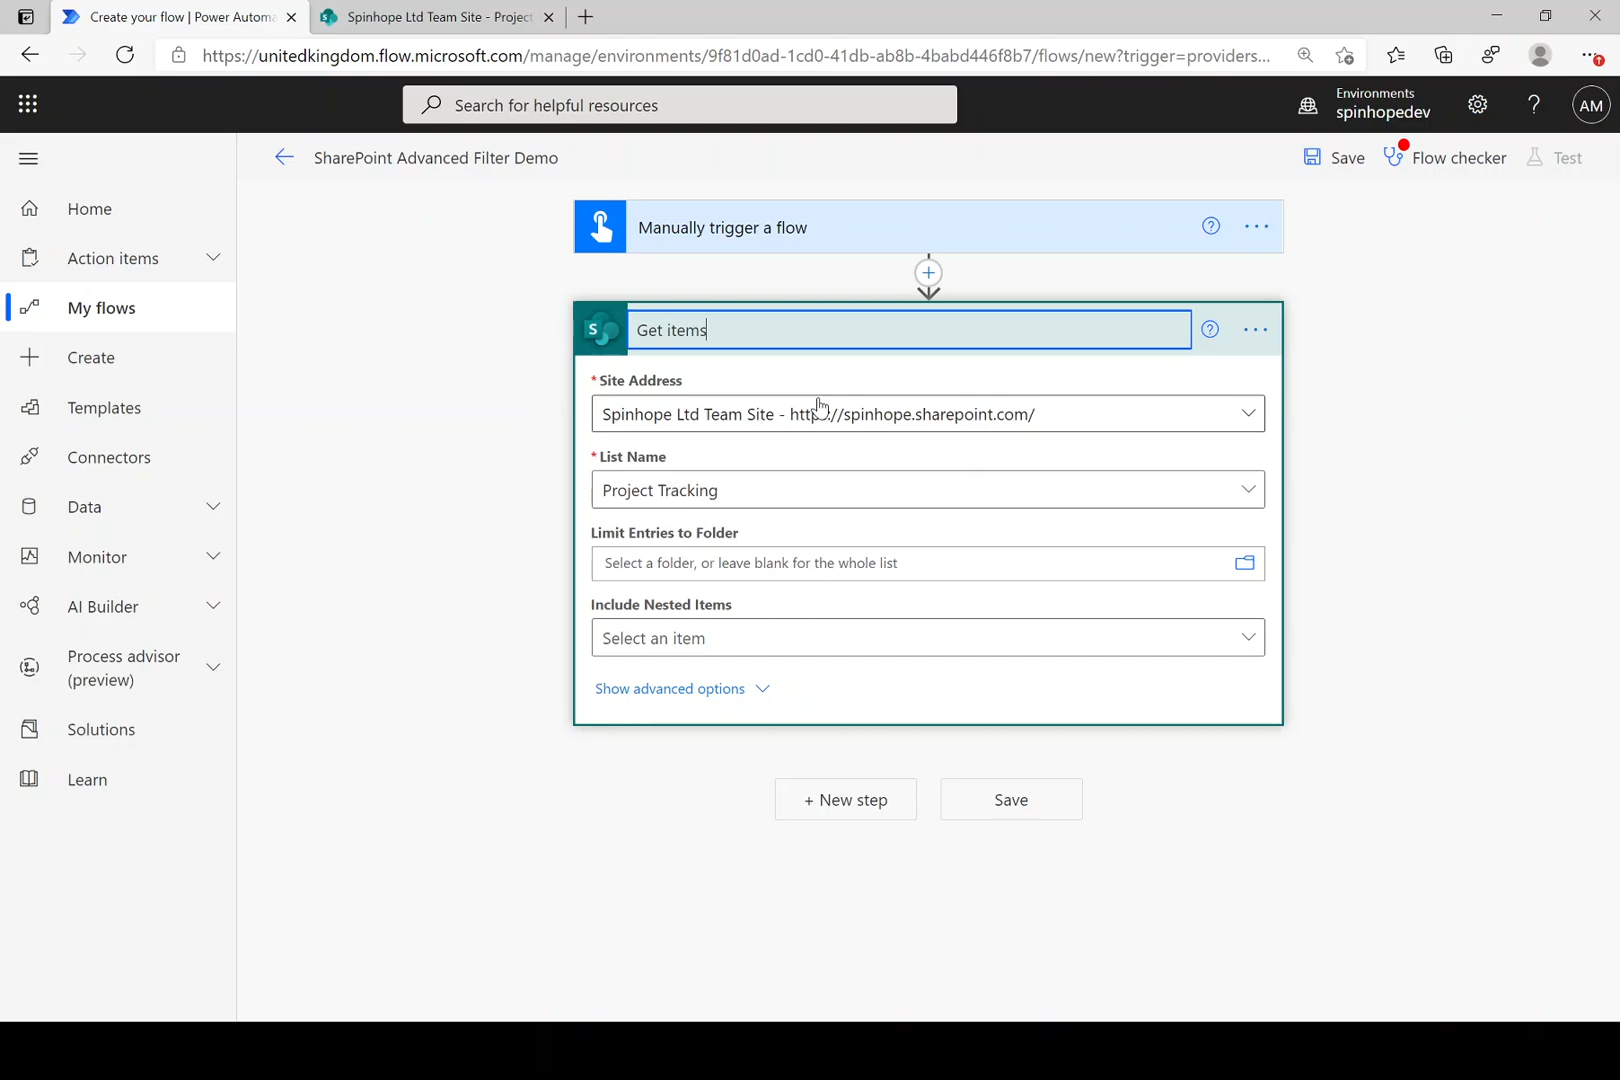 Create your flow | Power Automa
Spinhope Ltd Team Site - Projec
https://unitedkingdom.flow.microsoft.com/manage/environments/9f81d0ad-1cd0-41db-ab8b-4babd446f8b7/flows/new?trigger=providers...
Search for helpful resources
Environments
spinhopedev
AM
SharePoint Advanced Filter Demo
Save
Flow checker
Test
Home
Action items
My flows
Create
Templates
Connectors
Data
Monitor
AI Builder
Process advisor
(preview)
Solutions
Learn
Manually trigger a flow
S
Get items
* Site Address
Spinhope Ltd Team Site - https://spinhope.sharepoint.com/
* List Name
Project Tracking
Limit Entries to Folder
Select a folder, or leave blank for the whole list
Include Nested Items
Select an item
Show advanced options
+ New step
Save